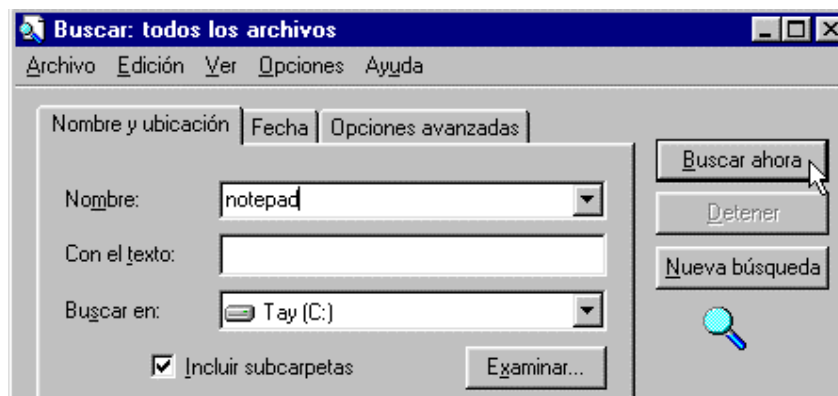 Buscar: todos los archivos
Archivo Edición Ver Opciones Ayuda
Nombre y ubicación Fecha Opciones avanzadas
Buscar ahora
Nombre: notepad
Detener
Con el texto:
Nueva búsqueda
Buscar en: Tay (C:)
Incluir subcarpetas Examinar...